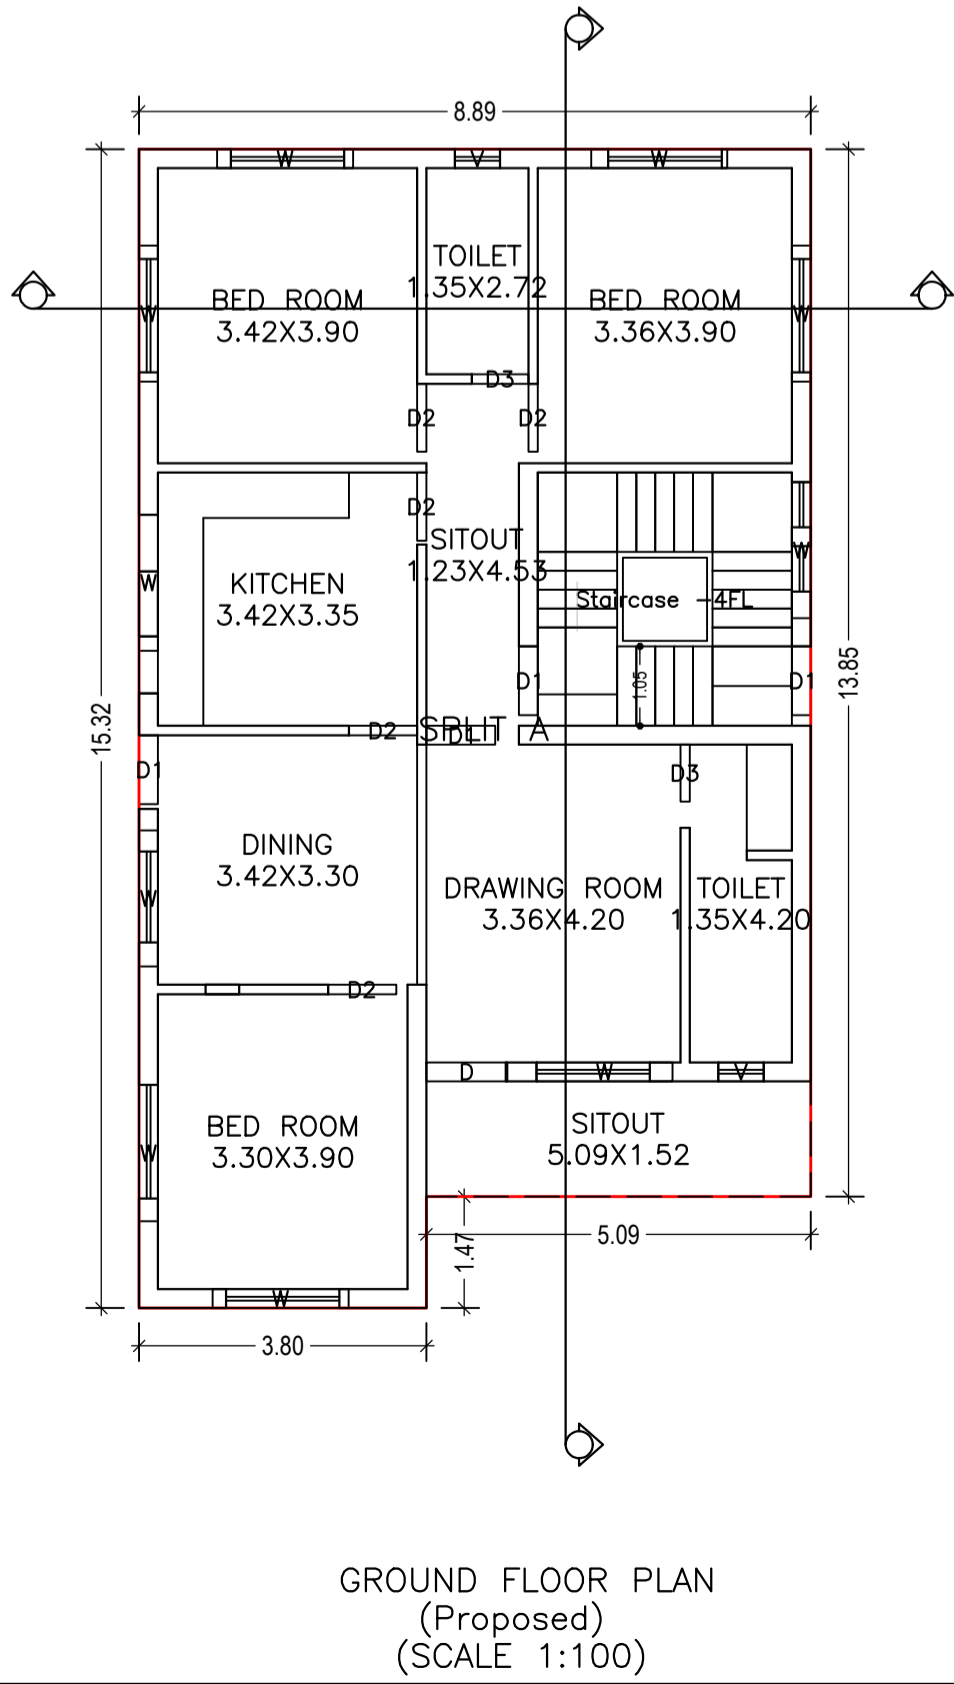 8.89
W
V
W
TOILET
1.35X2.72
BED ROOM
3.42X3.90
BED ROOM
3.36X3.90
W
W
D3
D2
D2
D2
SITOUT
1.23X4.53
W
KITCHEN
3.42X3.35
W
Staircase -4FL
D1
1.05
D1
13.85
15.32
D2
SPLIT A
D1
D1
D3
DINING
3.42X3.30
DRAWING ROOM
3.36X4.20
TOILET
1.35X4.20
W
D2
D
W
V
BED ROOM
3.30X3.90
SITOUT
5.09X1.52
W
5.09
1.47
W
3.80
GROUND FLOOR PLAN
(Proposed)
(SCALE 1:100)